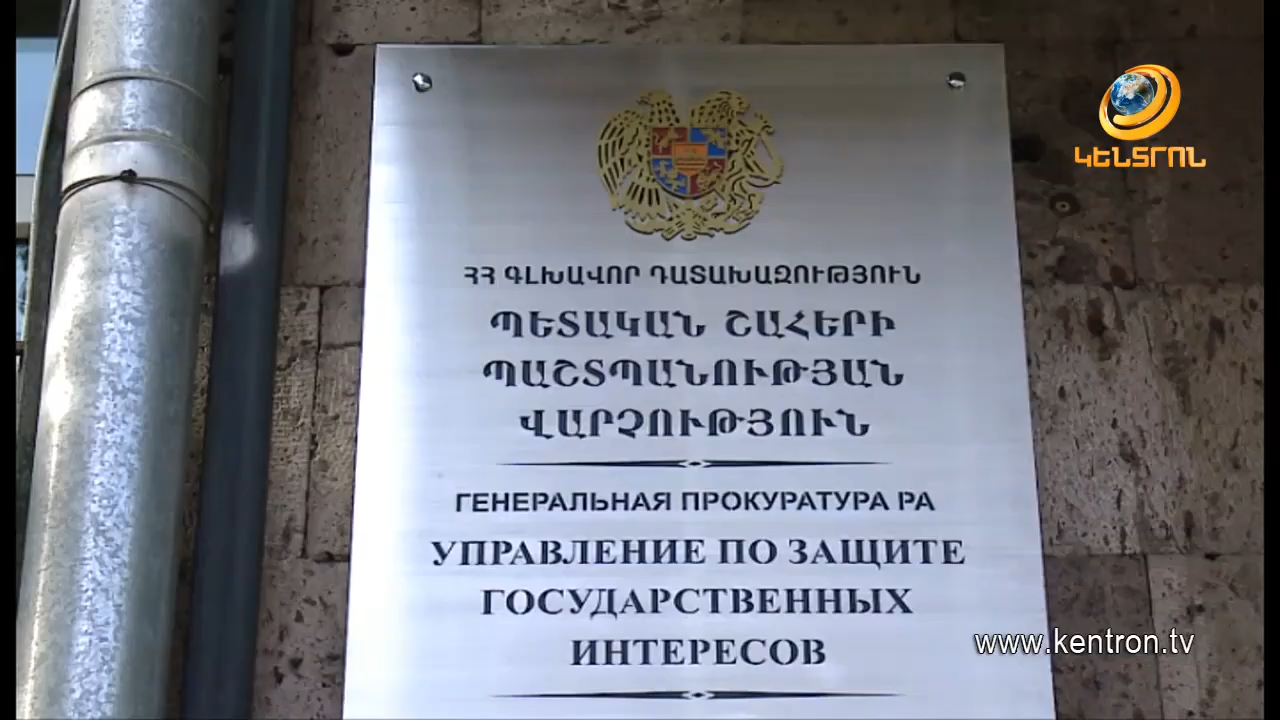 ԿԵՆՏՐՈՆ
ՀՀ ԳԼԽԱՎՈՐ ԴԱՏԱԽԱԶՈՒԹՅՈՒՆ
ՊԵՏԱԿԱՆ ՇԱՀԵՐԻ
ՊԱՇՏՊԱՆՈՒԹՅԱՆ
ՎԱՐՉՈՒԹՅՈՒՆ
ГЕНЕРАЛЬНАЯ ПРОКУРАТУРА РА
УПРАВЛЕНИЕ ПО ЗАЩИТЕ
ГОСУДАРСТВЕННЫХ
ИНТЕРЕСОВ
www.kentron.tv